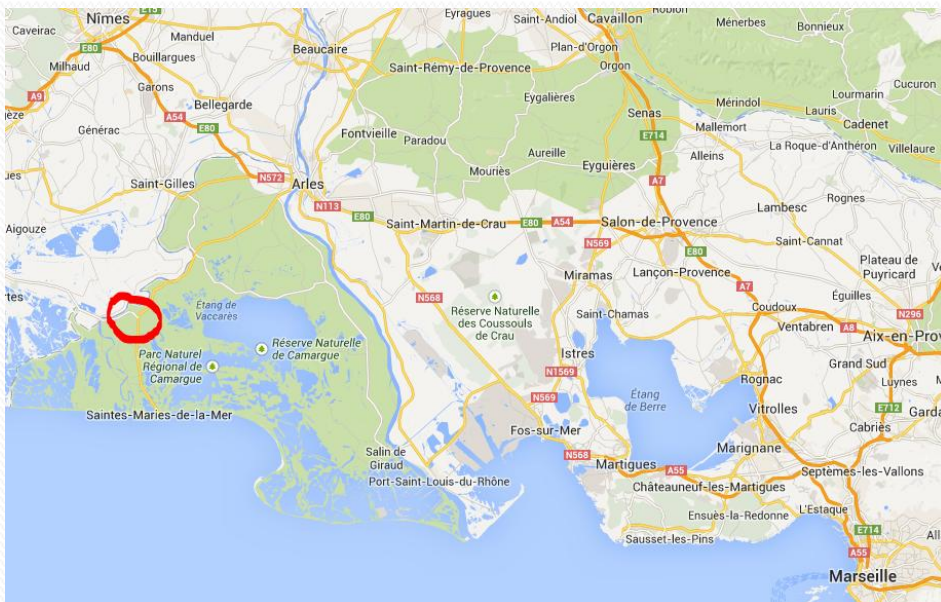 Nîmes
E15
Eyragues
Saint-Andiol
Cavaillon
Robion
Ménerbes
Bonnieux
Caveirac
Manduel
Beaucaire
Plan-d'Orgon
E80
Bouillargues
Orgon
Milhaud
Saint-Rémy-de-Provence
Garons
Cucuron
A9
Eygalières
Lourmarin
Bellegarde
Mérindol
Lauris
A54
Senas
Cadenet
Générac
E80
Fontvieille
Mallemort
Paradou
E714
La Roque-d'Anthéron
Villelaure
Aureille
Alleins
Mouriès
Eyguières
N572
A7
Saint-Gilles
Arles
Rognes
N113
Lambesc
E80
Saint-Martin-de-Crau
E80
A54
Salon-de-Provence
Aigouze
N569
Saint-Cannat
E80
Plateau de
Puyricard
Miramas
Lançon-Provence
A7
Éguilles
N568
Réserve Naturelle
des Coussouls
de Crau
Étang de
Vaccarès
Saint-Chamas
Coudoux
N296
Ventabren
A8
Aix-en-Prov
Réserve Naturelle
de Camargue
Parc Naturel
Régional de
Camargue
Istres
Grand Sud
N1569
Rognac
Luynes
Étang
de Berre
N569
Saintes-Maries-de-la-Mer
Vitrolles
E712
Garda
Cabriès
Fos-sur-Mer
Marignane
Salin de
Giraud
N568
Martigues
A55
Septèmes-les-Vallons
Port-Saint-Louis-du-Rhône
Châteauneuf-les-Martigues
L'Estaque
Ensuès-la-Redonne
E714
Sausset-les-Pins
A55
Marseille